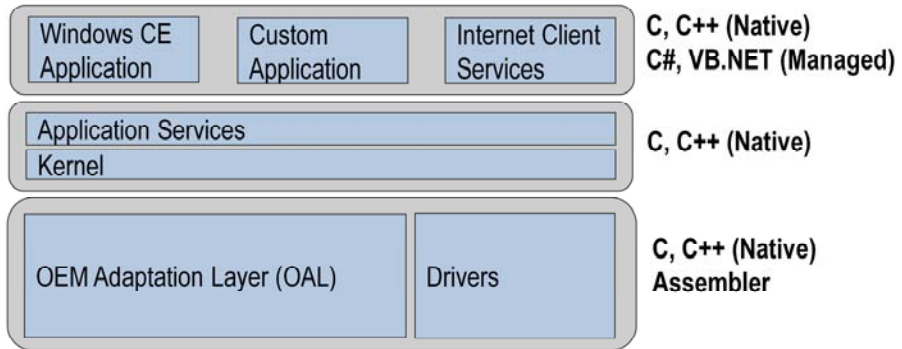 Windows CE
Application
Custom
Application
Internet Client
Services
C, C++ (Native)
C#, VB.NET (Managed)
Application Services
Kernel
C, C++ (Native)
OEM Adaptation Layer (OAL)
Drivers
C, C++ (Native)
Assembler